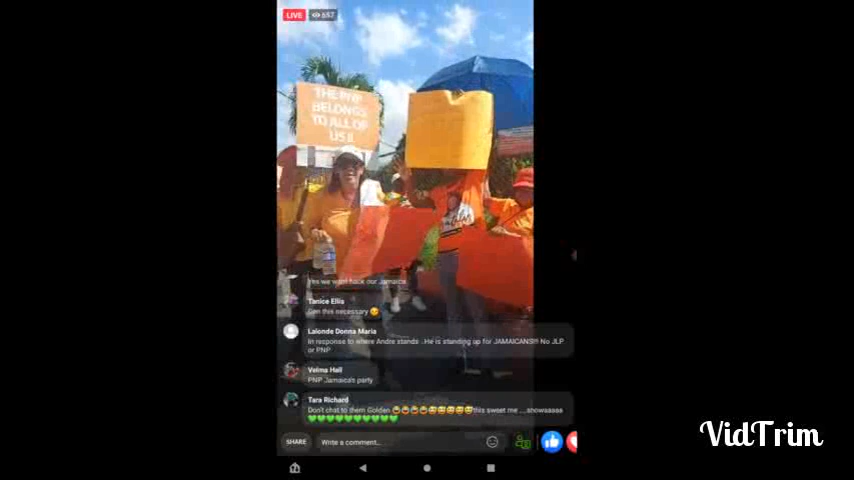 LIVE 657
THE PNP
BELONGS
TO ALL OF
US !!
Yes we want back our Jamaica
Tanice Ellis
Gen this necessary
Lalonde Donna Maria
In response to where Andre stands . He is standing up for JAMAICANS!!! No JLP
or PNP
Velma Hall
PNP Jamaica's party
Tara Richard
Don't chat to them Golden 😂😂😂😂😅😅😅😅😅this sweet me ....showaaaaa
💚💚💚💚💚💚💚💚💚💚
SHARE Write a comment...
VidTrim